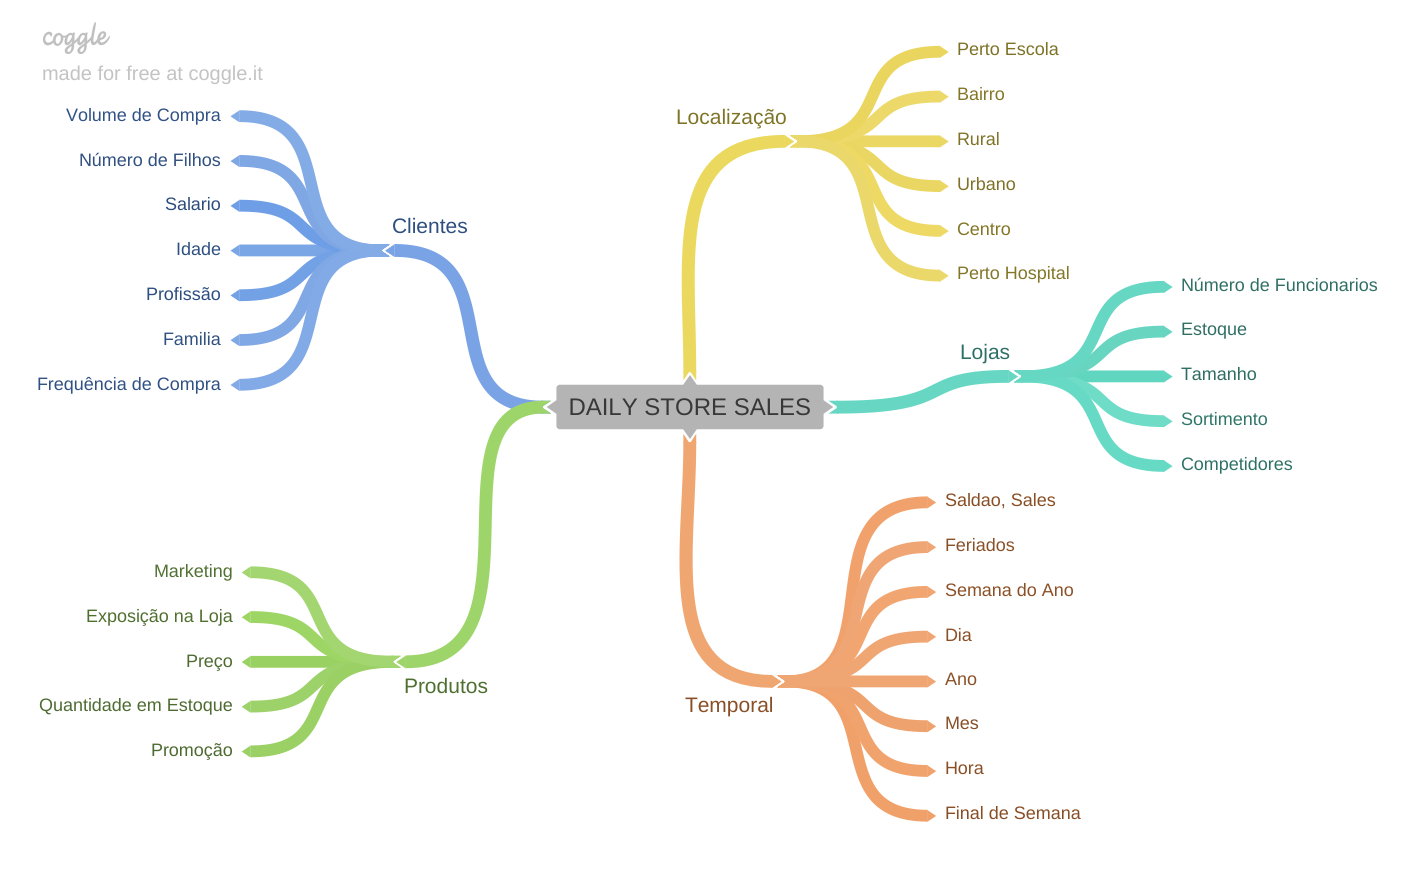 coggle
made for free at coggle.it
Volume de Compra
Número de Filhos
Salario
Idade
Profissão
Familia
Frequência de Compra
Clientes
Localização
Perto Escola
Bairro
Rural
Urbano
Centro
Perto Hospital
DAILY STORE SALES
Lojas
Número de Funcionarios
Estoque
Tamanho
Sortimento
Competidores
Marketing
Exposição na Loja
Preço
Quantidade em Estoque
Promoção
Produtos
Temporal
Saldao, Sales
Feriados
Semana do Ano
Dia
Ano
Mes
Hora
Final de Semana